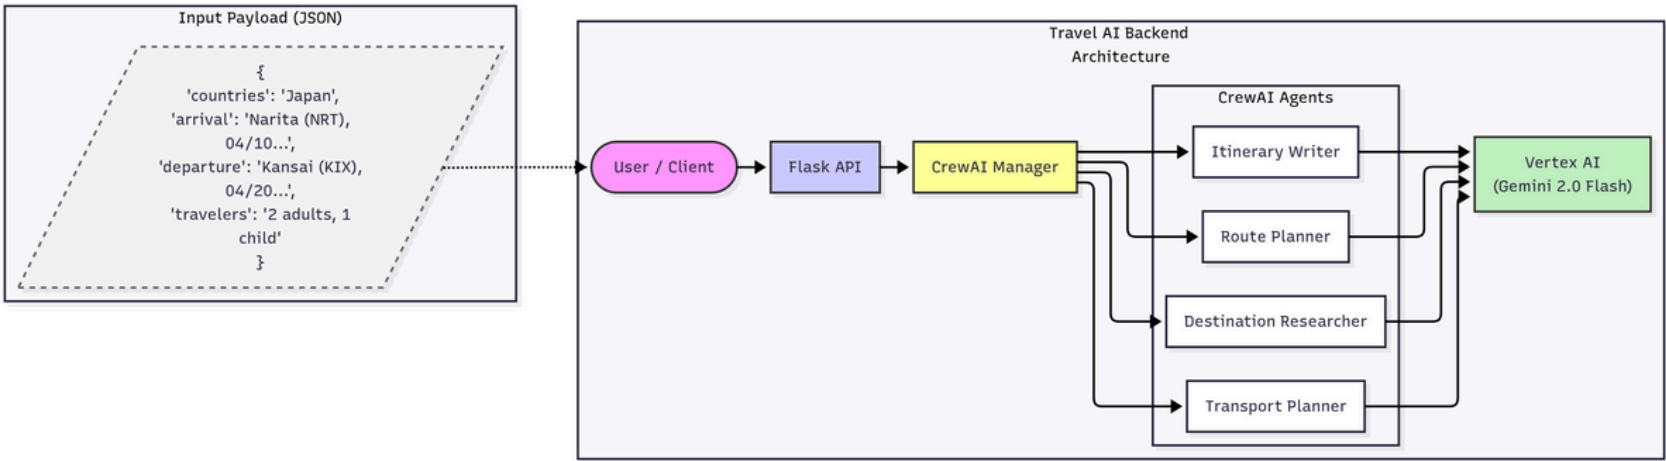 Input Payload (JSON)
{
'countries': 'Japan',
'arrival': 'Narita (NRT),
04/10...',
'departure': 'Kansai (KIX),
04/20...',
'travelers': '2 adults, 1
child'
}
Travel AI Backend
Architecture
User / Client
Flask API
CrewAI Manager
CrewAI Agents
Itinerary Writer
Route Planner
Destination Researcher
Transport Planner
Vertex AI
(Gemini 2.0 Flash)